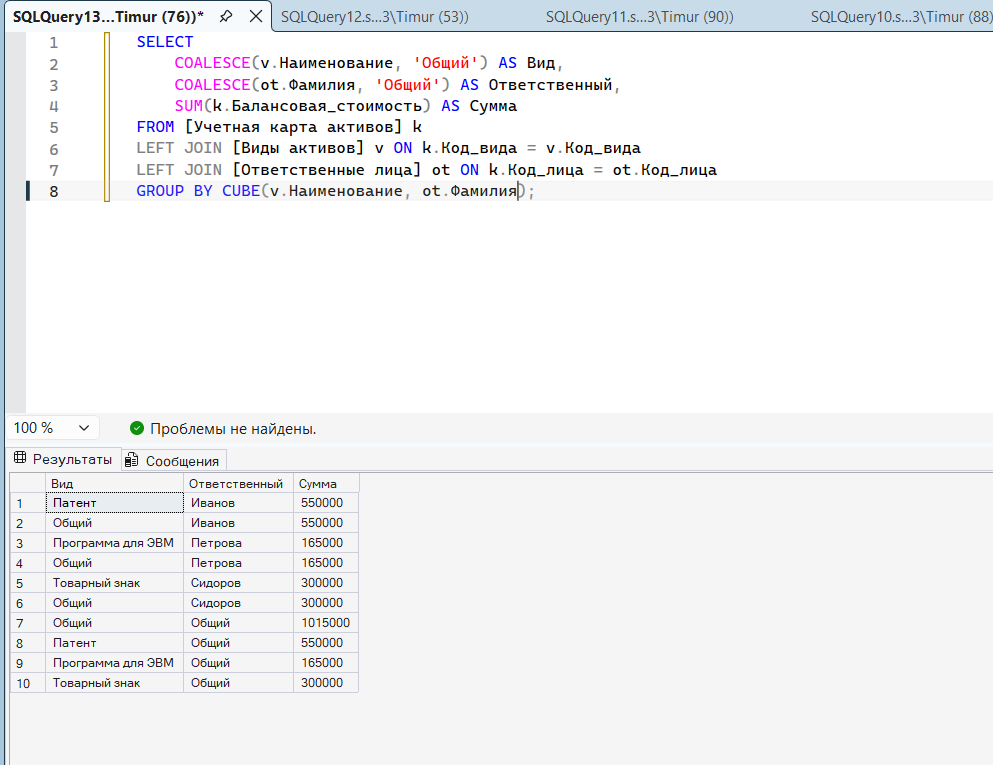 SQLQuery13...Timur (76))* SQLQuery12.s...3\Timur (53)) SQLQuery11.s...3\Timur (90)) SQLQuery10.s...3\Timur (88)
1 SELECT
2 COALESCE(v.Наименование, 'Общий') AS Вид,
3 COALESCE(ot.Фамилия, 'Общий') AS Ответственный,
4 SUM(k.Балансовая_стоимость) AS Сумма
5 FROM [Учетная карта активов] k
6 LEFT JOIN [Виды активов] v ON k.Код_вида = v.Код_вида
7 LEFT JOIN [Ответственные лица] ot ON k.Код_лица = ot.Код_лица
8 GROUP BY CUBE(v.Наименование, ot.Фамилия);
100 % Проблемы не найдены.
Результаты Сообщения
Вид Ответственный Сумма
1 Патент Иванов 550000
2 Общий Иванов 550000
3 Программа для ЭВМ Петрова 165000
4 Общий Петрова 165000
5 Товарный знак Сидоров 300000
6 Общий Сидоров 300000
7 Общий Общий 1015000
8 Патент Общий 550000
9 Программа для ЭВМ Общий 165000
10 Товарный знак Общий 300000